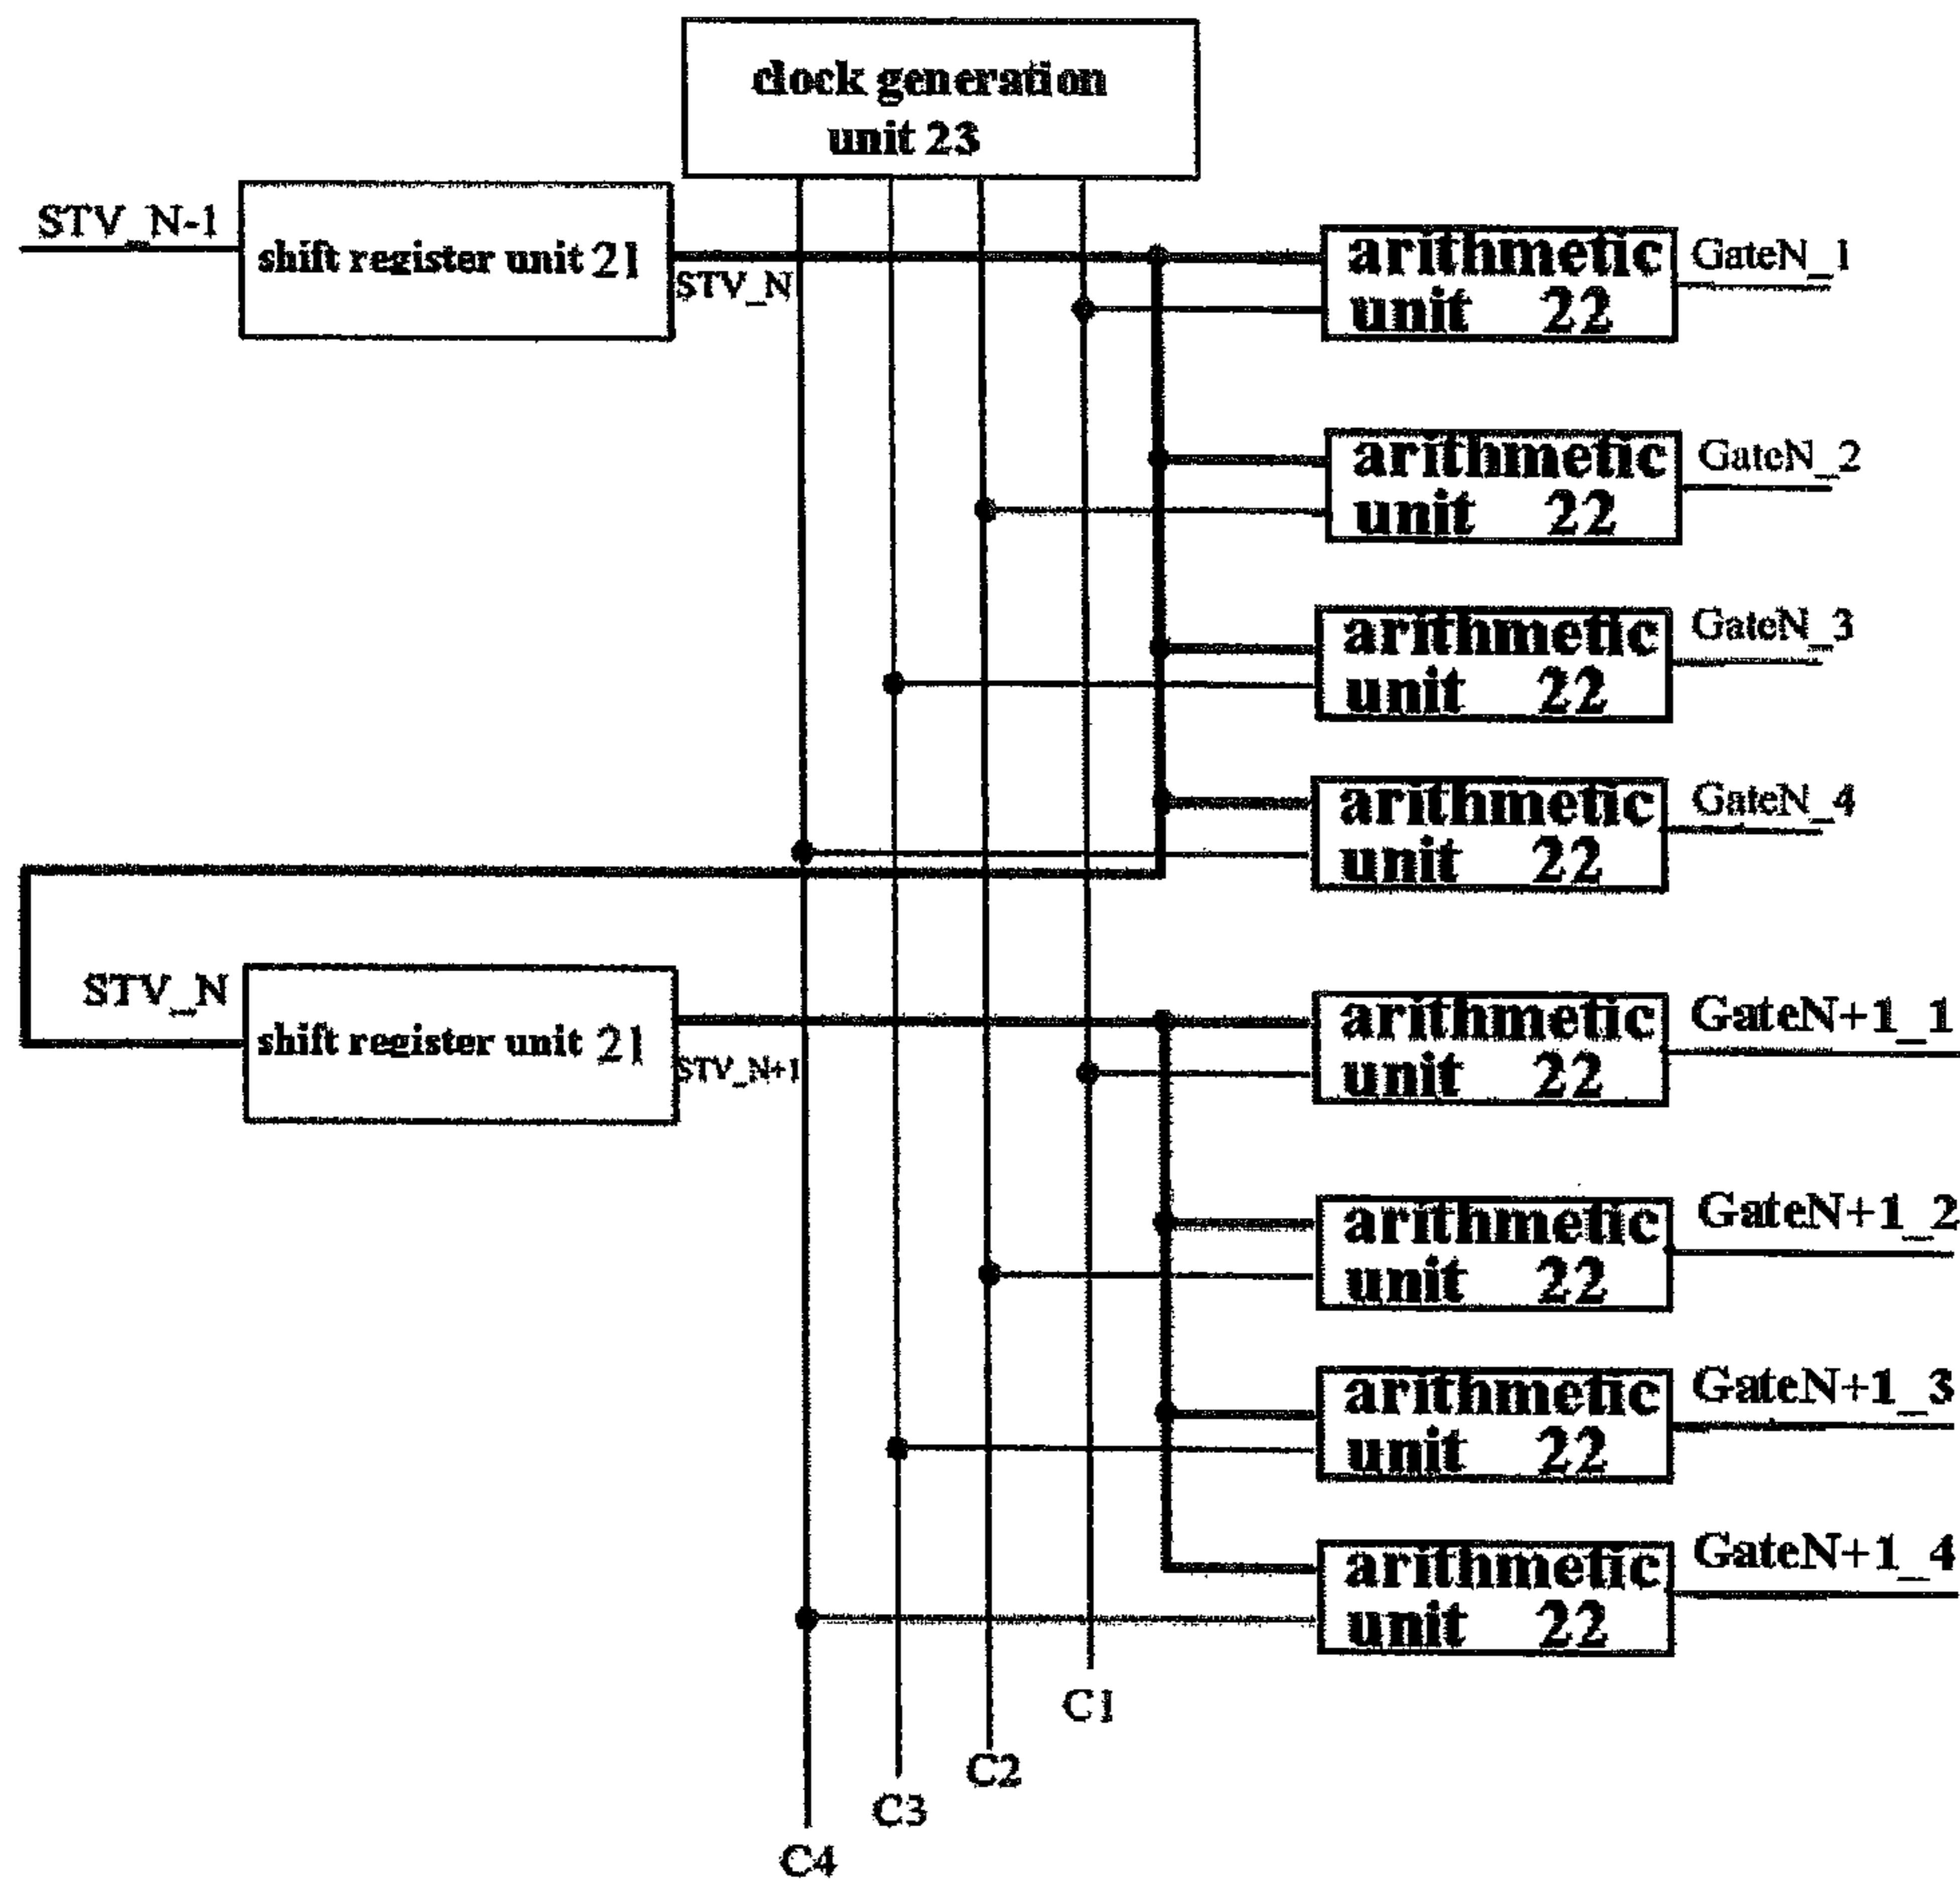 clock generation
unit 23
STV_N-1
shift register unit 21
STV_N
arithmetic
unit 22
GateN_1
arithmetic
unit 22
GateN_2
arithmetic
unit 22
GateN_3
arithmetic
unit 22
GateN_4
STV_N
shift register unit 21
STV_N+1
arithmetic
unit 22
GateN+1_1
arithmetic
unit 22
GateN+1_2
arithmetic
unit 22
GateN+1_3
arithmetic
unit 22
GateN+1_4
C1
C2
C3
C4